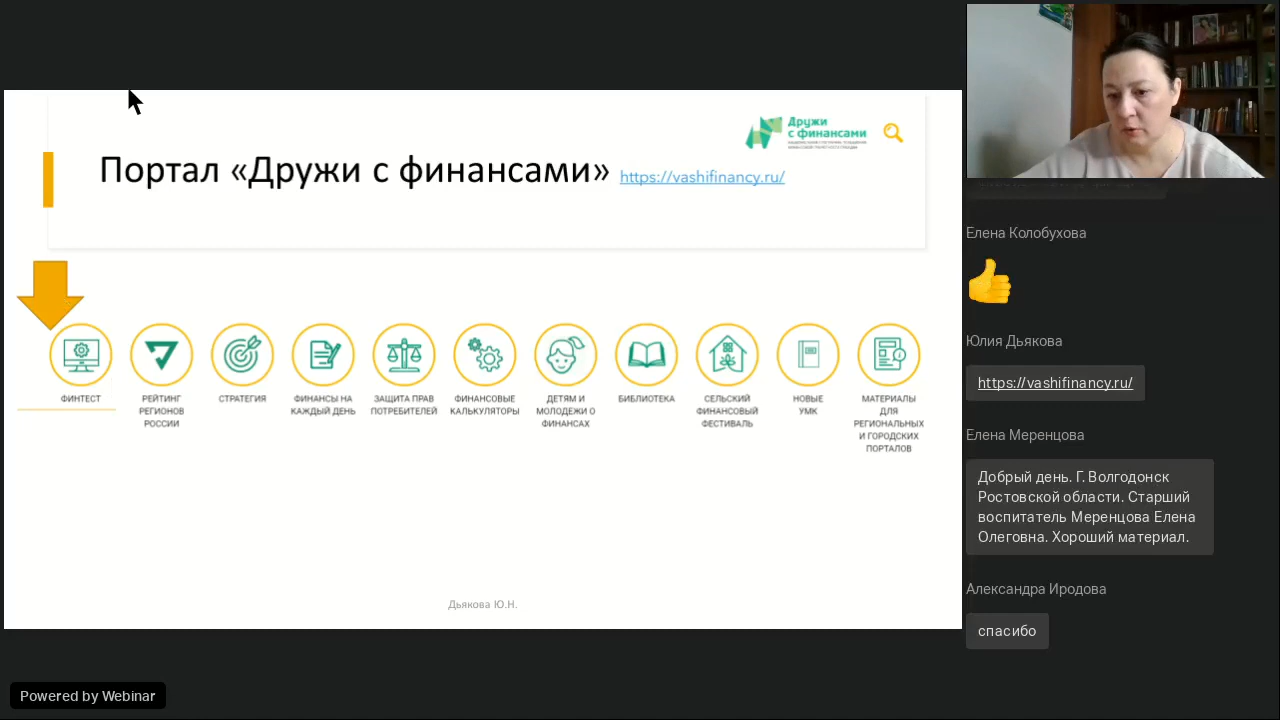 Дружи
с финансами
Портал «Дружи с финансами» https://vashifinancy.ru/
ФИНТЕСТ
РЕЙТИНГ
РЕГИОНОВ
РОССИИ
СТРАТЕГИЯ
ФИНАНСЫ НА
КАЖДЫЙ ДЕНЬ
ЗАЩИТА ПРАВ
ПОТРЕБИТЕЛЕЙ
ФИНАНСОВЫЕ
КАЛЬКУЛЯТОРЫ
ДЕТЯМ И
МОЛОДЕЖИ О
ФИНАНСАХ
БИБЛИОТЕКА
СЕЛЬСКИЙ
ФИНАНСОВЫЙ
ФЕСТИВАЛЬ
НОВЫЕ
УМК
МАТЕРИАЛЫ
ДЛЯ
РЕГИОНАЛЬНЫХ
И ГОРОДСКИХ
ПОРТАЛОВ
Дьякова Ю.Н.
Елена Колобухова
Юлия Дьякова
https://vashifinancy.ru/
Елена Меренцова
Добрый день. Г. Волгодонск
Ростовской области. Старший
воспитатель Меренцова Елена
Олеговна. Хороший материал.
Александра Иродова
спасибо
Powered by Webinar